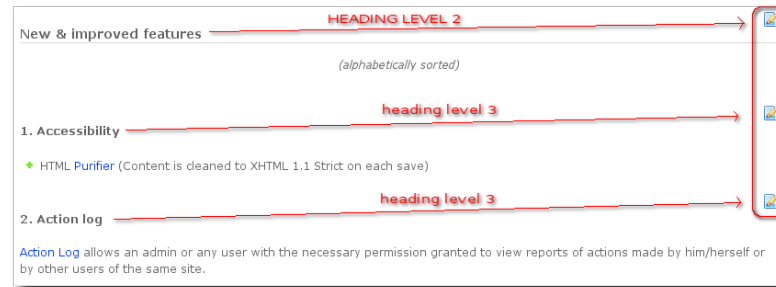 HEADING LEVEL 2
New & improved features
(alphabetically sorted)
heading level 3
1. Accessibility
HTML Purifier (Content is cleaned to XHTML 1.1 Strict on each save)
heading level 3
2. Action log
Action Log allows an admin or any user with the necessary permission granted to view reports of actions made by him/herself or
by other users of the same site.